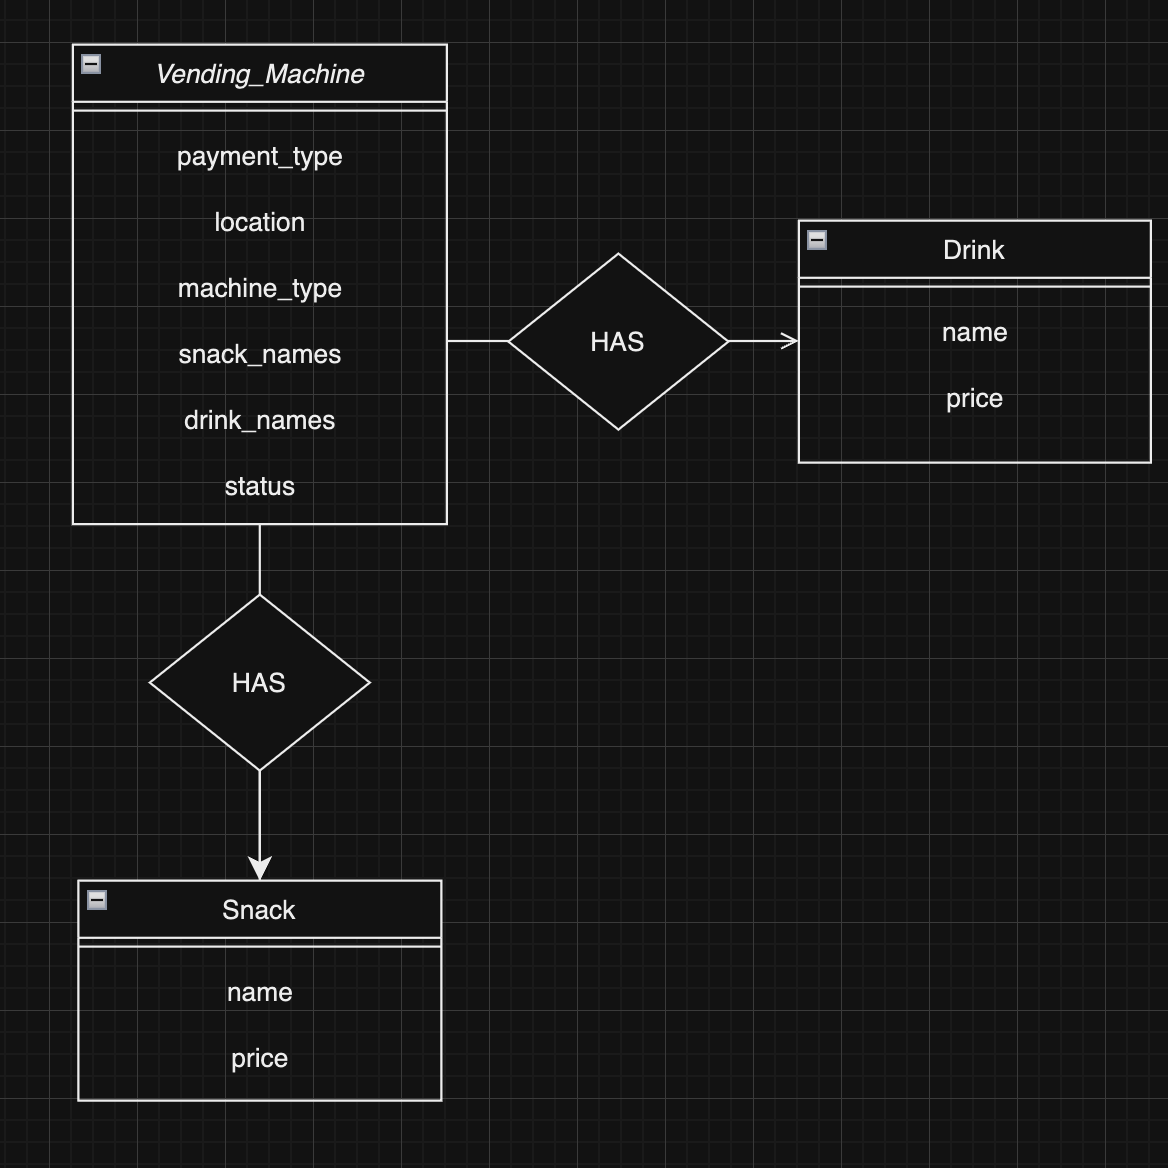 Vending_Machine
payment_type
location
machine_type
snack_names
drink_names
status
HAS
Drink
name
price
HAS
Snack
name
price